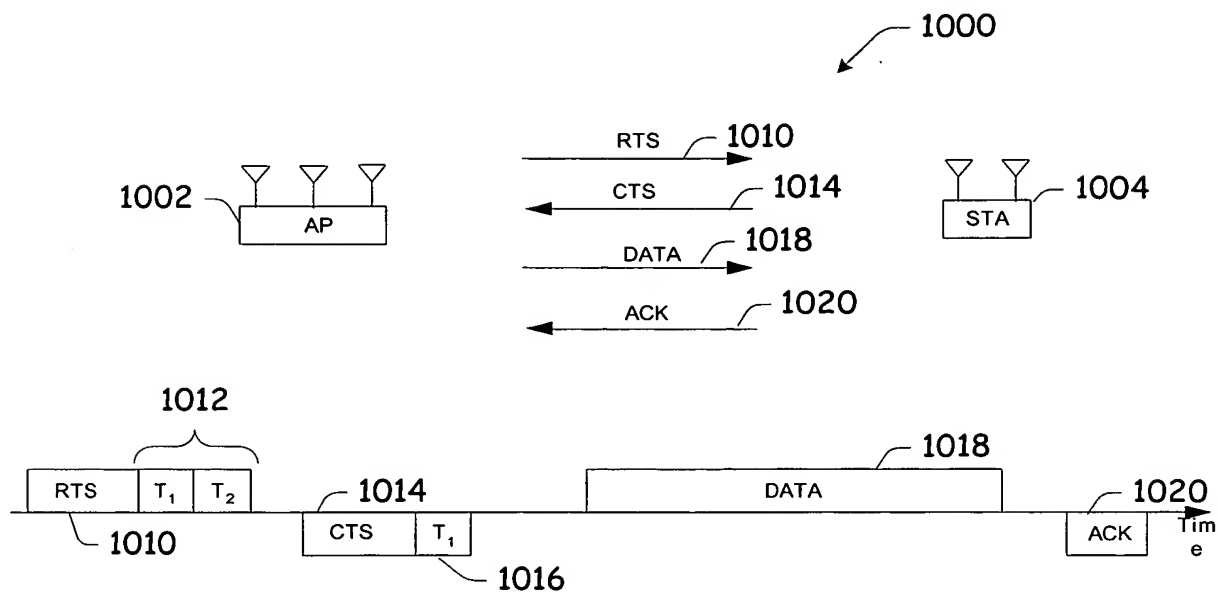 1000
RTS
1010
1002
AP
CTS
1014
STA
1004
DATA
1018
ACK
1020
1012
RTS
T1
T2
1014
DATA
1018
1020
1010
CTS
T1
1016
ACK
Tim
e